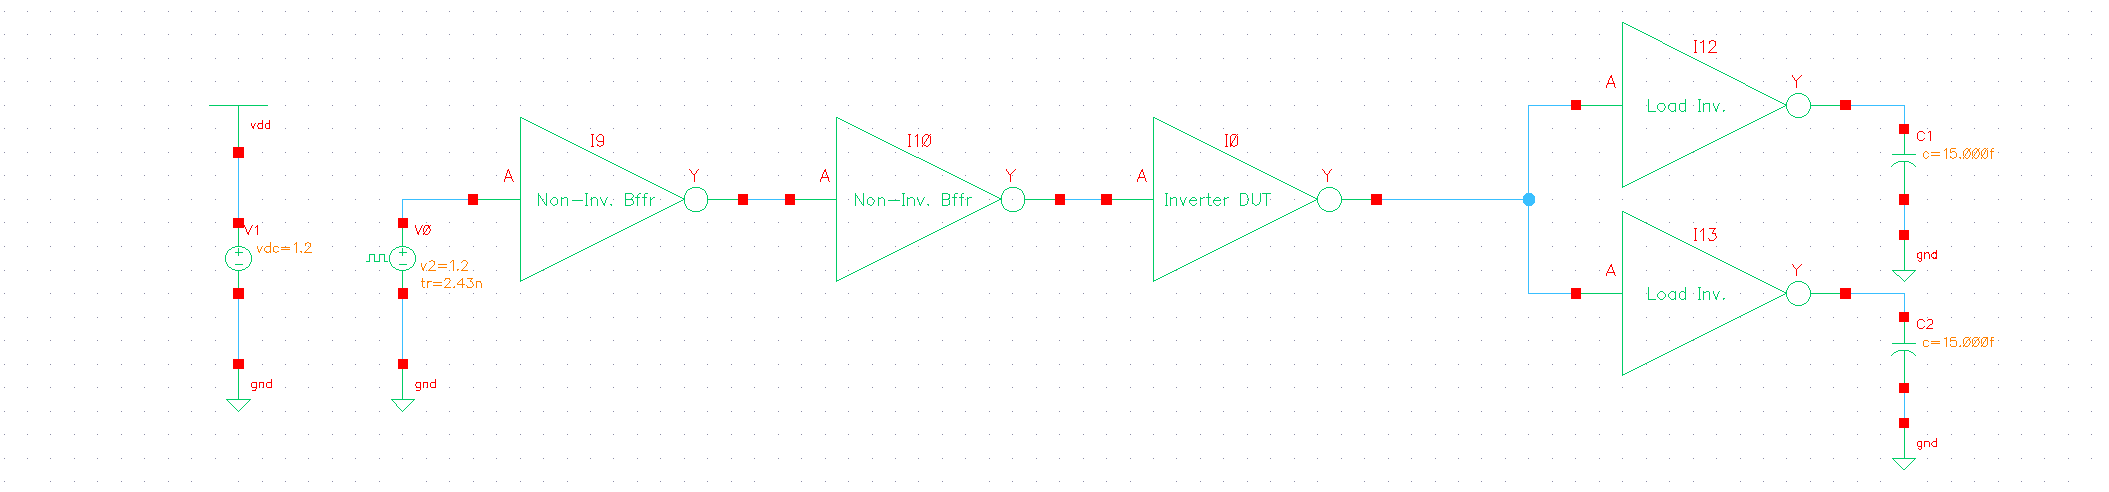 vdd
V1
vdc=1.2
gnd
V0
v2=1.2
tr=2.43n
gnd
I9
A
Y
Non-Inv. Bffr
I10
A
Y
Non-Inv. Bffr
I0
A
Y
Inverter DUT
I12
A
Y
Load Inv.
C1
c=15.000f
gnd
I13
A
Y
Load Inv.
C2
c=15.000f
gnd